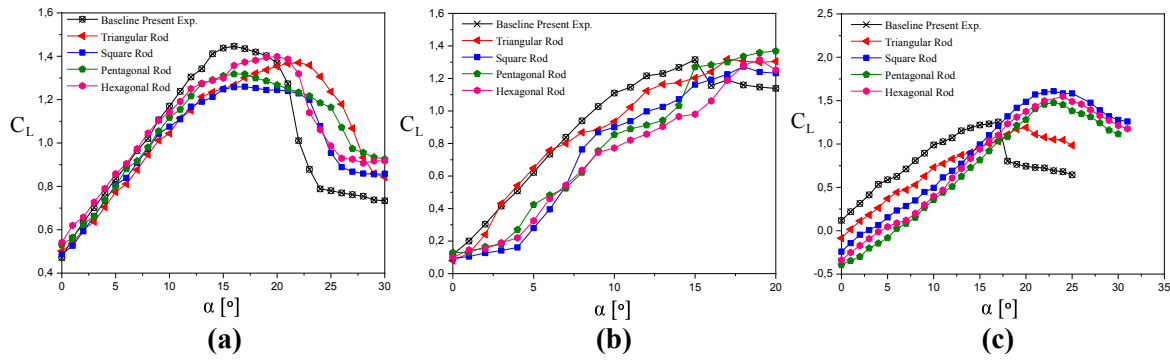 Baseline Present Exp.
Triangular Rod
Square Rod
Pentagonal Rod
Hexagonal Rod
1,6
1,4
1,2
1,0
0,8
0,6
0,4
C_L
0 5 10 15 20 25 30
α [º]
(a)
Baseline Present Exp.
Triangular Rod
Square Rod
Pentagonal Rod
Hexagonal Rod
1,6
1,4
1,2
1,0
0,8
0,6
0,4
0,2
0,0
C_L
0 5 10 15 20
α [º]
(b)
Baseline Present Exp.
Triangular Rod
Square Rod
Pentagonal Rod
Hexagonal Rod
2,5
2,0
1,5
1,0
0,5
0,0
-0,5
C_L
0 5 10 15 20 25 30 35
α [º]
(c)